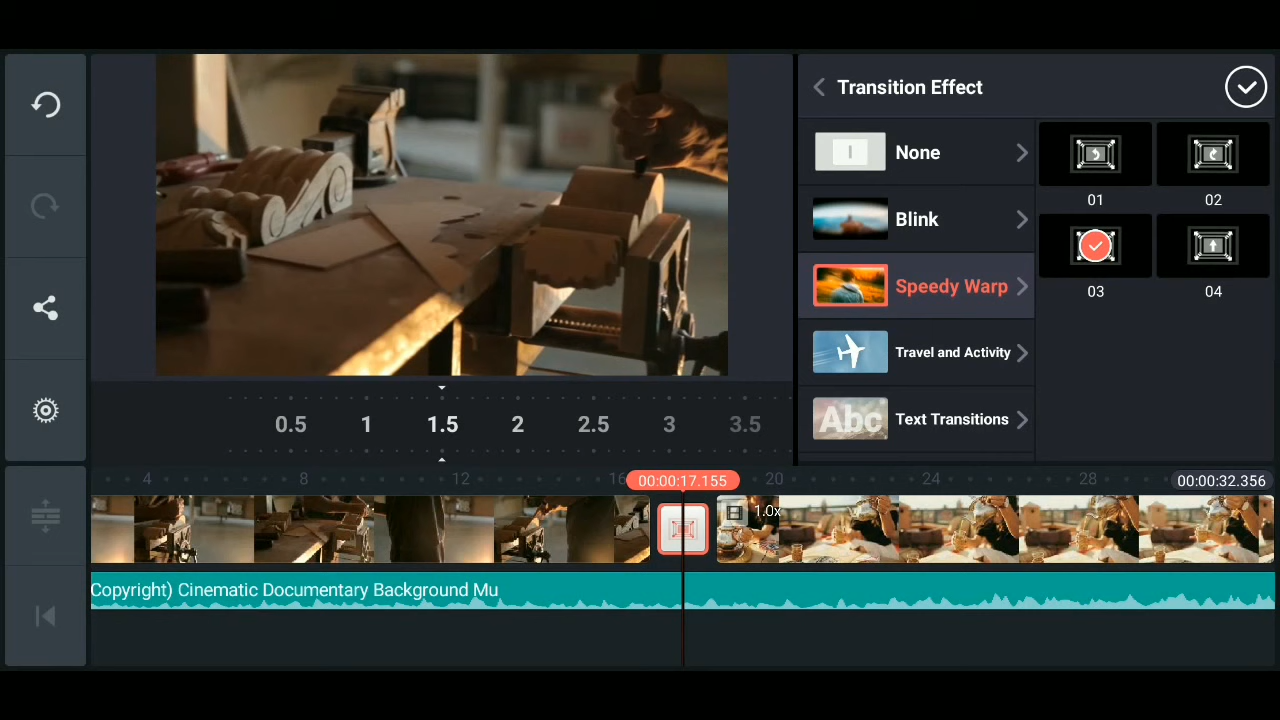 Transition Effect
None
Blink
Speedy Warp
Travel and Activity
Abc
Text Transitions
01
02
03
04
0.5 1 1.5 2 2.5 3 3.5
4 8 12 16 20 24 28
00:00:17.155
00:00:32.356
1.0x
Copyright) Cinematic Documentary Background Mu